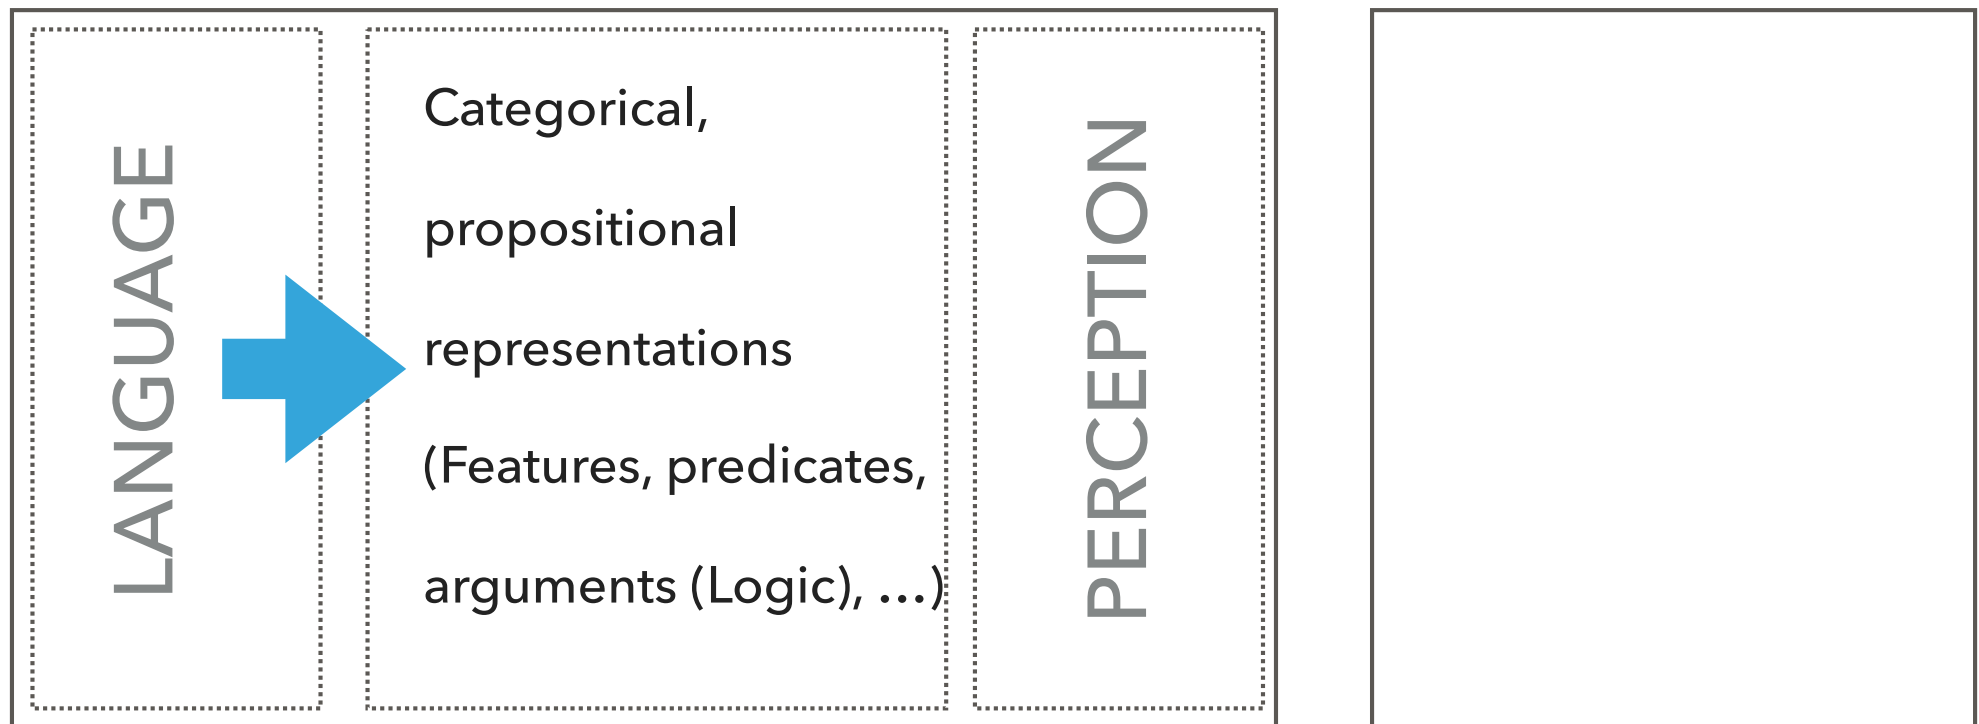 LANGUAGE
Categorical,
propositional
representations
(Features, predicates,
arguments (Logic), ...)
PERCEPTION